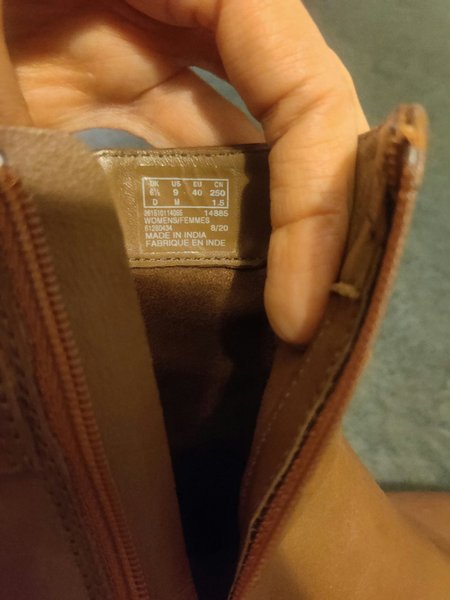 UK US EU CN
6½ 9 40 250
D M 1.5
14885
WOMENS/FEMMES
61280434 8/20
MADE IN INDIA
FABRIQUE EN INDE